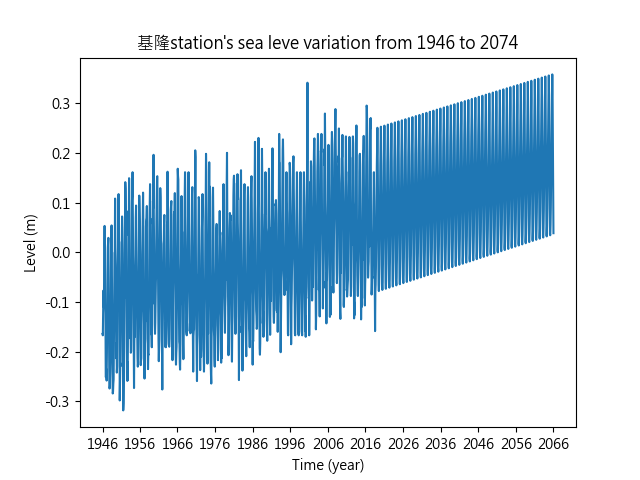 基隆station's sea leve variation from 1946 to 2074
Level (m)
0.3
0.2
0.1
0.0
-0.1
-0.2
-0.3
1946 1956 1966 1976 1986 1996 2006 2016 2026 2036 2046 2056 2066
Time (year)